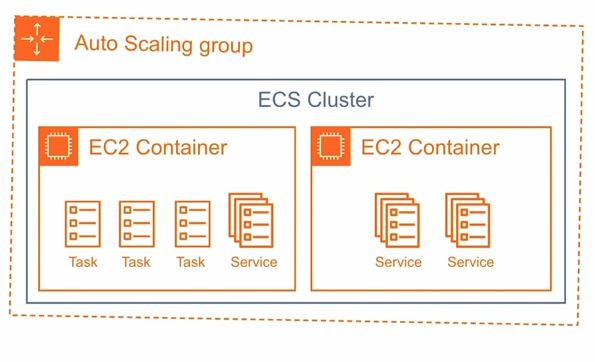 Auto Scaling group
ECS Cluster
EC2 Container
EC2 Container
Task Task Task Service
Service Service